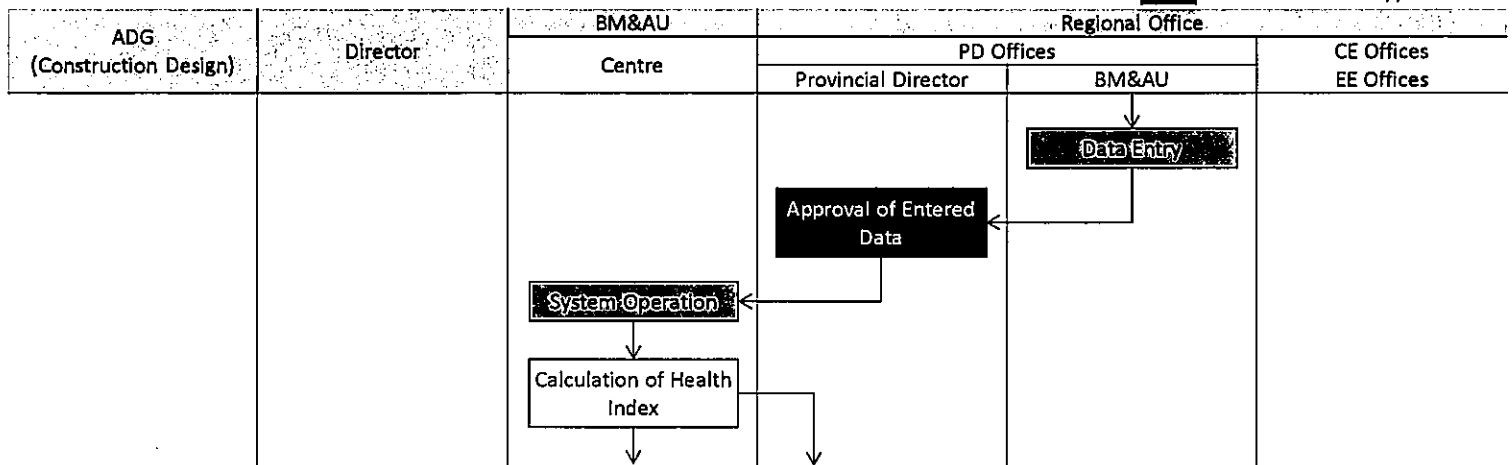 BM&AU
Regional Office
ADG
(Construction Design)
Director
Centre
PD Offices
CE Offices
Provincial Director
BM&AU
EE Offices
Data Entry
Approval of Entered
Data
System Operation
Calculation of Health
Index